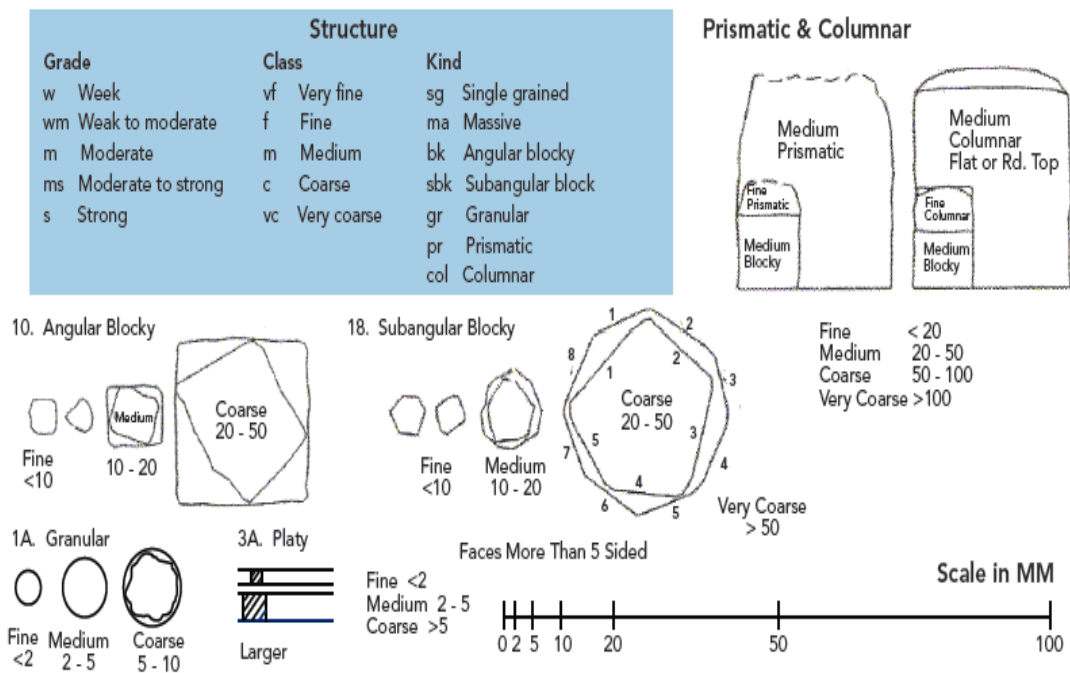 Structure
Grade Class Kind
w Week vf Very fine sg Single grained
wm Weak to moderate f Fine ma Massive
m Moderate m Medium bk Angular blocky
ms Moderate to strong c Coarse sbk Subangular block
s Strong vc Very coarse gr Granular
pr Prismatic
col Columnar
Prismatic & Columnar
Medium
Prismatic
Fine
Prismatic
Medium
Blocky
Medium
Columnar
Flat or Rd. Top
Fine
Columnar
Medium
Blocky
Fine < 20
Medium 20 - 50
Coarse 50 - 100
Very Coarse >100
10. Angular Blocky
Fine
<10
Medium
10 - 20
Coarse
20 - 50
18. Subangular Blocky
Fine
<10
Medium
10 - 20
Coarse
20 - 50
1
2
3
4
5
1
2
3
4
5
6
7
8
Very Coarse
> 50
Faces More Than 5 Sided
1A. Granular
Fine
<2
Medium
2 - 5
Coarse
5 - 10
3A. Platy
Larger
Fine <2
Medium 2 - 5
Coarse >5
Scale in MM
0 2 5 10 20 50 100